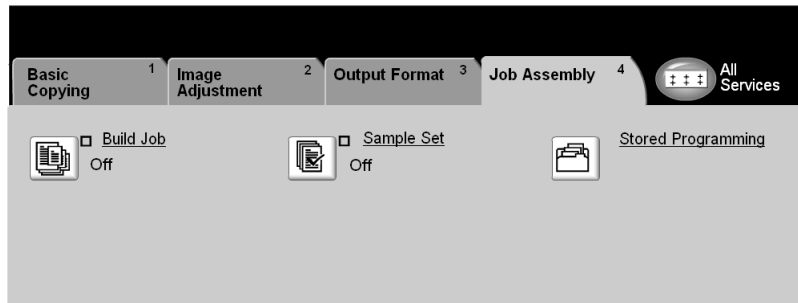 Basic Copying 1
Image Adjustment 2
Output Format 3
Job Assembly 4
All Services
Build Job
Off
Sample Set
Off
Stored Programming